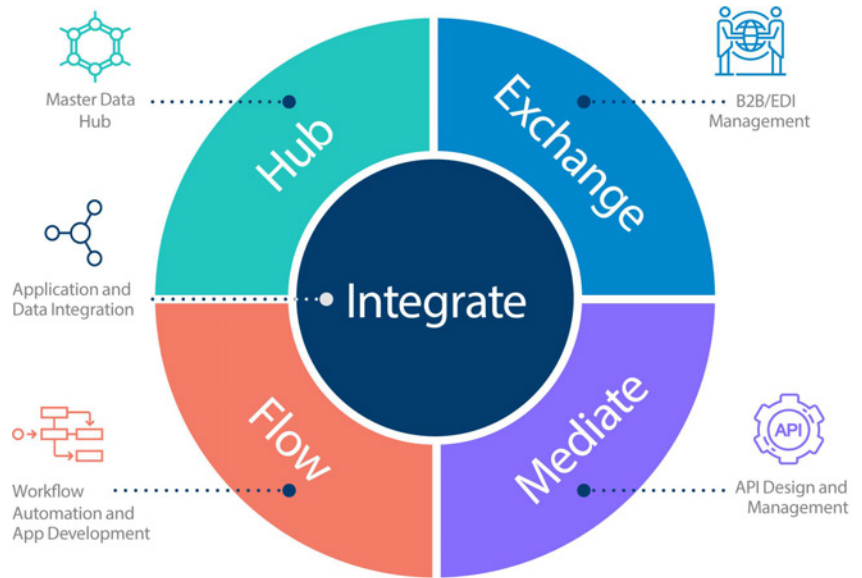 Master Data
Hub
Hub
Exchange
B2B/EDI
Management
Application and
Data Integration
Integrate
Flow
Mediate
Workflow
Automation and
App Development
API
API Design and
Management